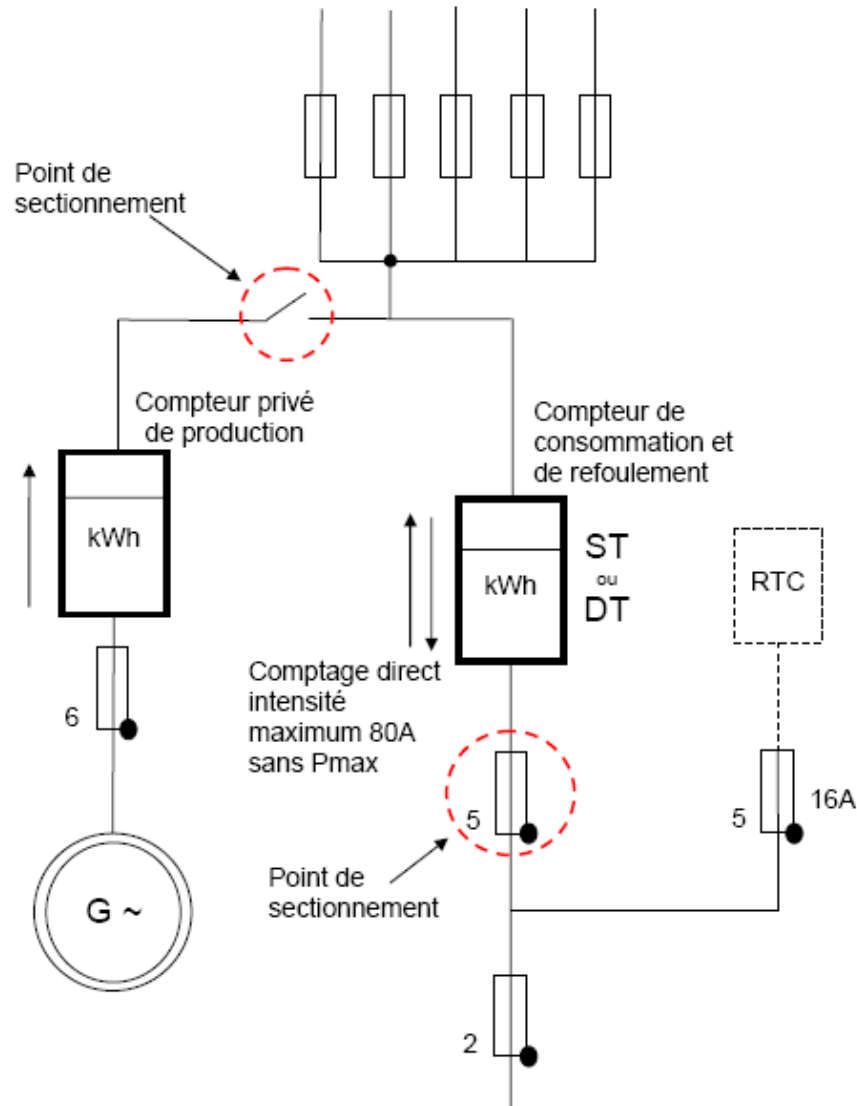 Point de
sectionnement
Compteur privé
de production
kWh
6
G ~
Compteur de
consommation et
de refoulement
kWh
ST
ou
DT
RTC
Comptage direct
intensité
maximum 80A
sans Pmax
5
5
16A
Point de
sectionnement
2